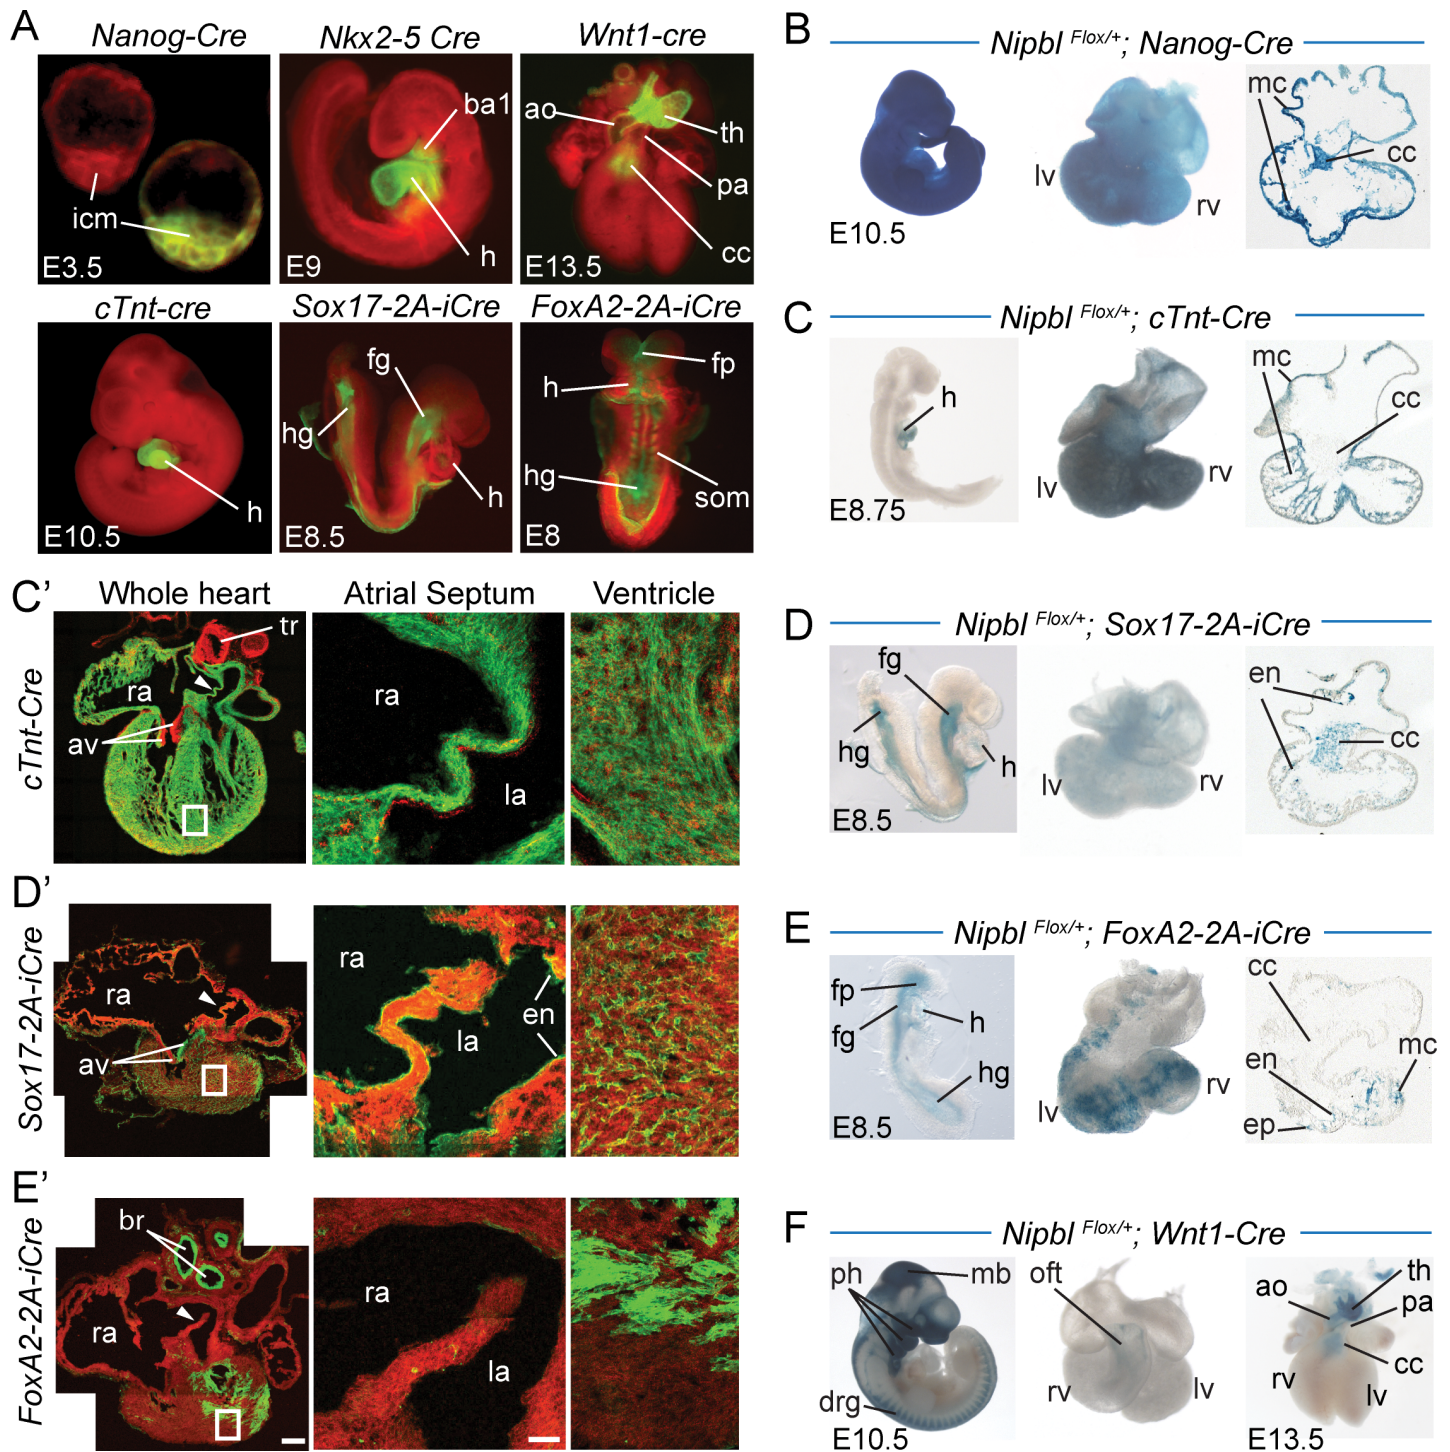 A
Nanog-Cre
Nkx2-5 Cre
Wnt1-cre
icm
E3.5
ba1
h
E9
ao
th
pa
cc
E13.5
cTnt-cre
Sox17-2A-iCre
FoxA2-2A-iCre
h
E10.5
fg
hg
h
E8.5
fp
h
hg
som
E8
B
Nipbl Flox/+; Nanog-Cre
E10.5
lv
rv
mc
cc
C
Nipbl Flox/+; cTnt-Cre
h
E8.75
lv
rv
mc
cc
C’
Whole heart
Atrial Septum
Ventricle
cTnt-Cre
tr
ra
av
ra
la
D
Nipbl Flox/+; Sox17-2A-iCre
fg
hg
h
E8.5
lv
rv
en
cc
D’
Sox17-2A-iCre
ra
av
ra
la
en
E
Nipbl Flox/+; FoxA2-2A-iCre
fp
fg
h
hg
E8.5
lv
rv
cc
en
mc
ep
E’
FoxA2-2A-iCre
br
ra
ra
la
F
Nipbl Flox/+; Wnt1-Cre
ph
mb
drg
E10.5
oft
rv
lv
ao
th
pa
cc
rv
lv
E13.5